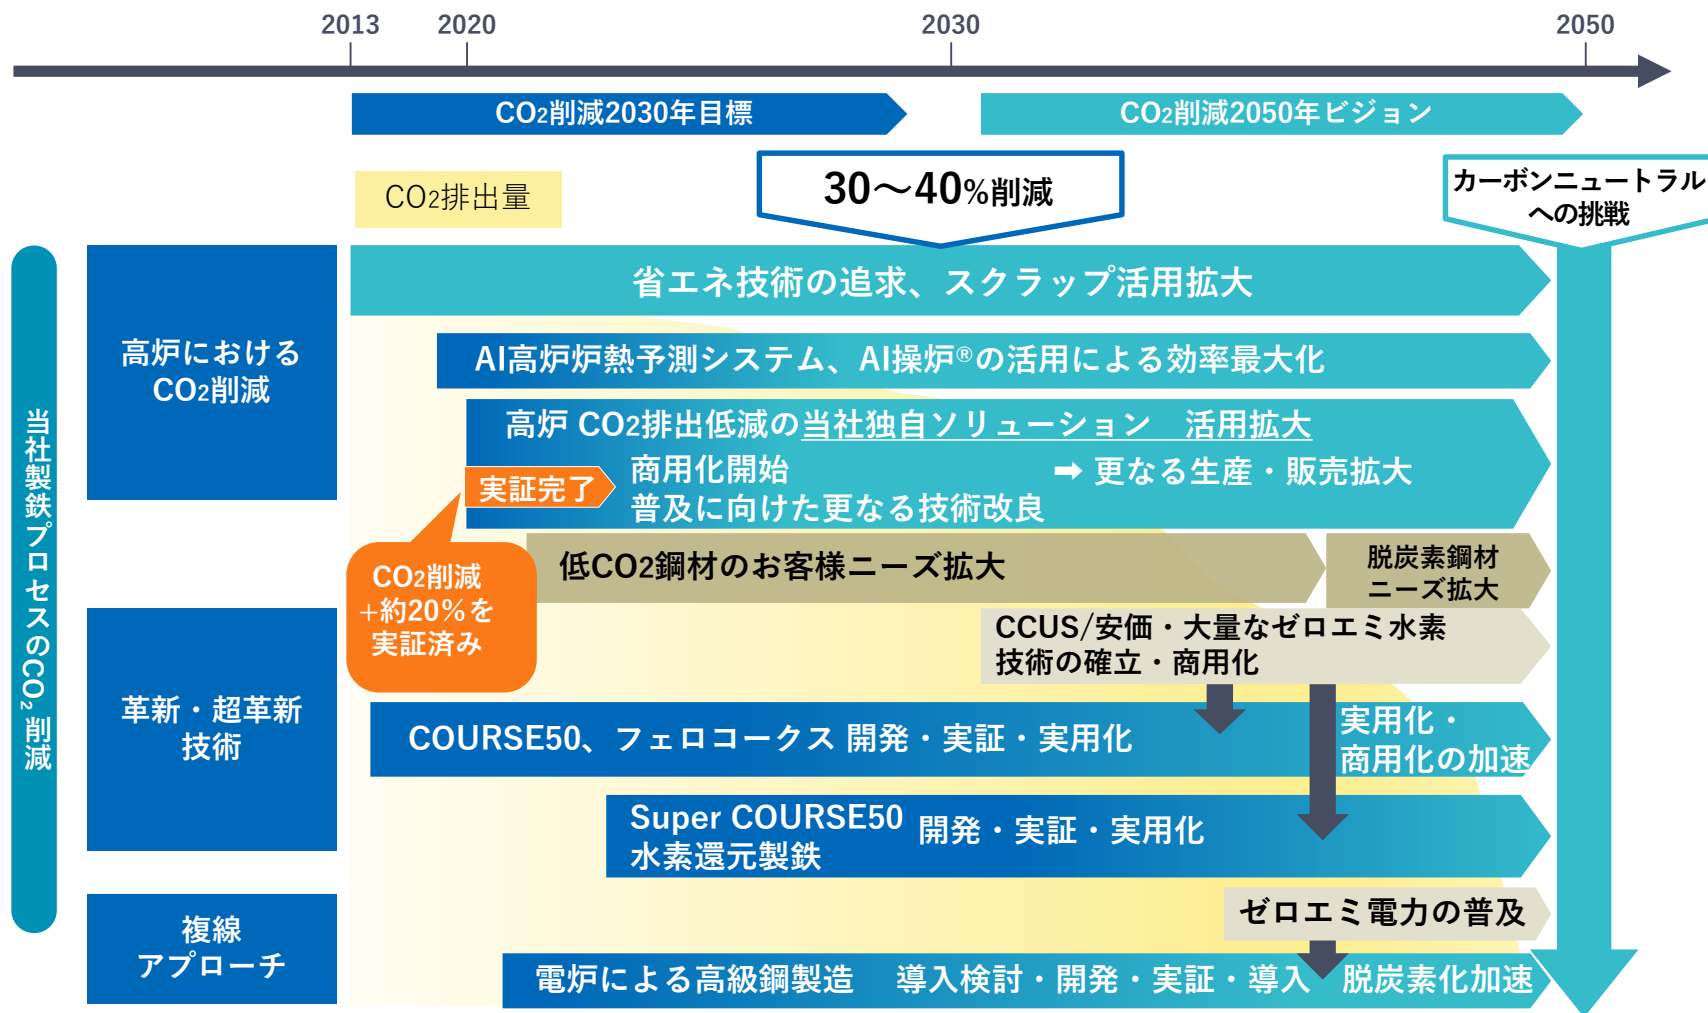 2013
2020
2030
2050
CO2削減2030年目標
CO2削減2050年ビジョン
CO2排出量
30〜40%削減
カーボンニュートラル
への挑戦
当社製鉄プロセスのCO₂削減
高炉における
CO2削減
省エネ技術の追求、スクラップ活用拡大
AI高炉炉熱予測システム、AI操炉®の活用による効率最大化
高炉 CO2排出低減の当社独自ソリューション　活用拡大
実証完了
商用化開始
➡ 更なる生産・販売拡大
普及に向けた更なる技術改良
CO2削減
+約20%を
実証済み
低CO2鋼材のお客様ニーズ拡大
脱炭素鋼材
ニーズ拡大
革新・超革新
技術
CCUS/安価・大量なゼロエミ水素
技術の確立・商用化
COURSE50、フェロコークス 開発・実証・実用化
実用化・
商用化の加速
Super COURSE50
水素還元製鉄
開発・実証・実用化
複線
アプローチ
ゼロエミ電力の普及
電炉による高級鋼製造　導入検討・開発・実証・導入　脱炭素化加速